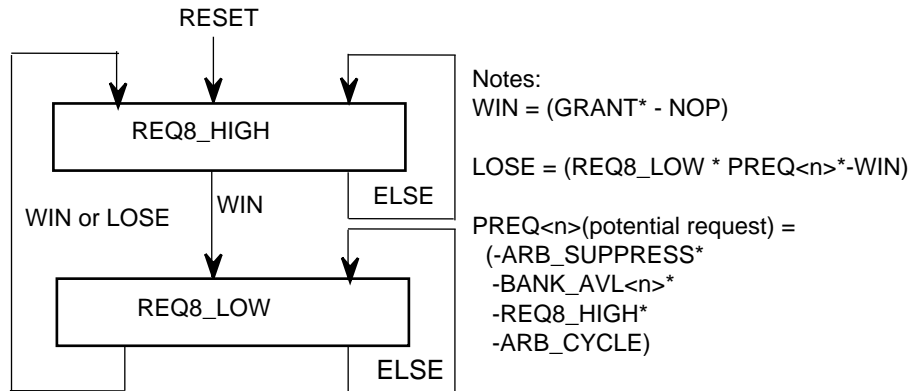 RESET
REQ8_HIGH
WIN or LOSE
WIN
ELSE
REQ8_LOW
ELSE
Notes:
WIN = (GRANT* - NOP)
LOSE = (REQ8_LOW * PREQ<n>*-WIN)
PREQ<n>(potential request) =
(-ARB_SUPPRESS*
-BANK_AVL<n>*
-REQ8_HIGH*
-ARB_CYCLE)